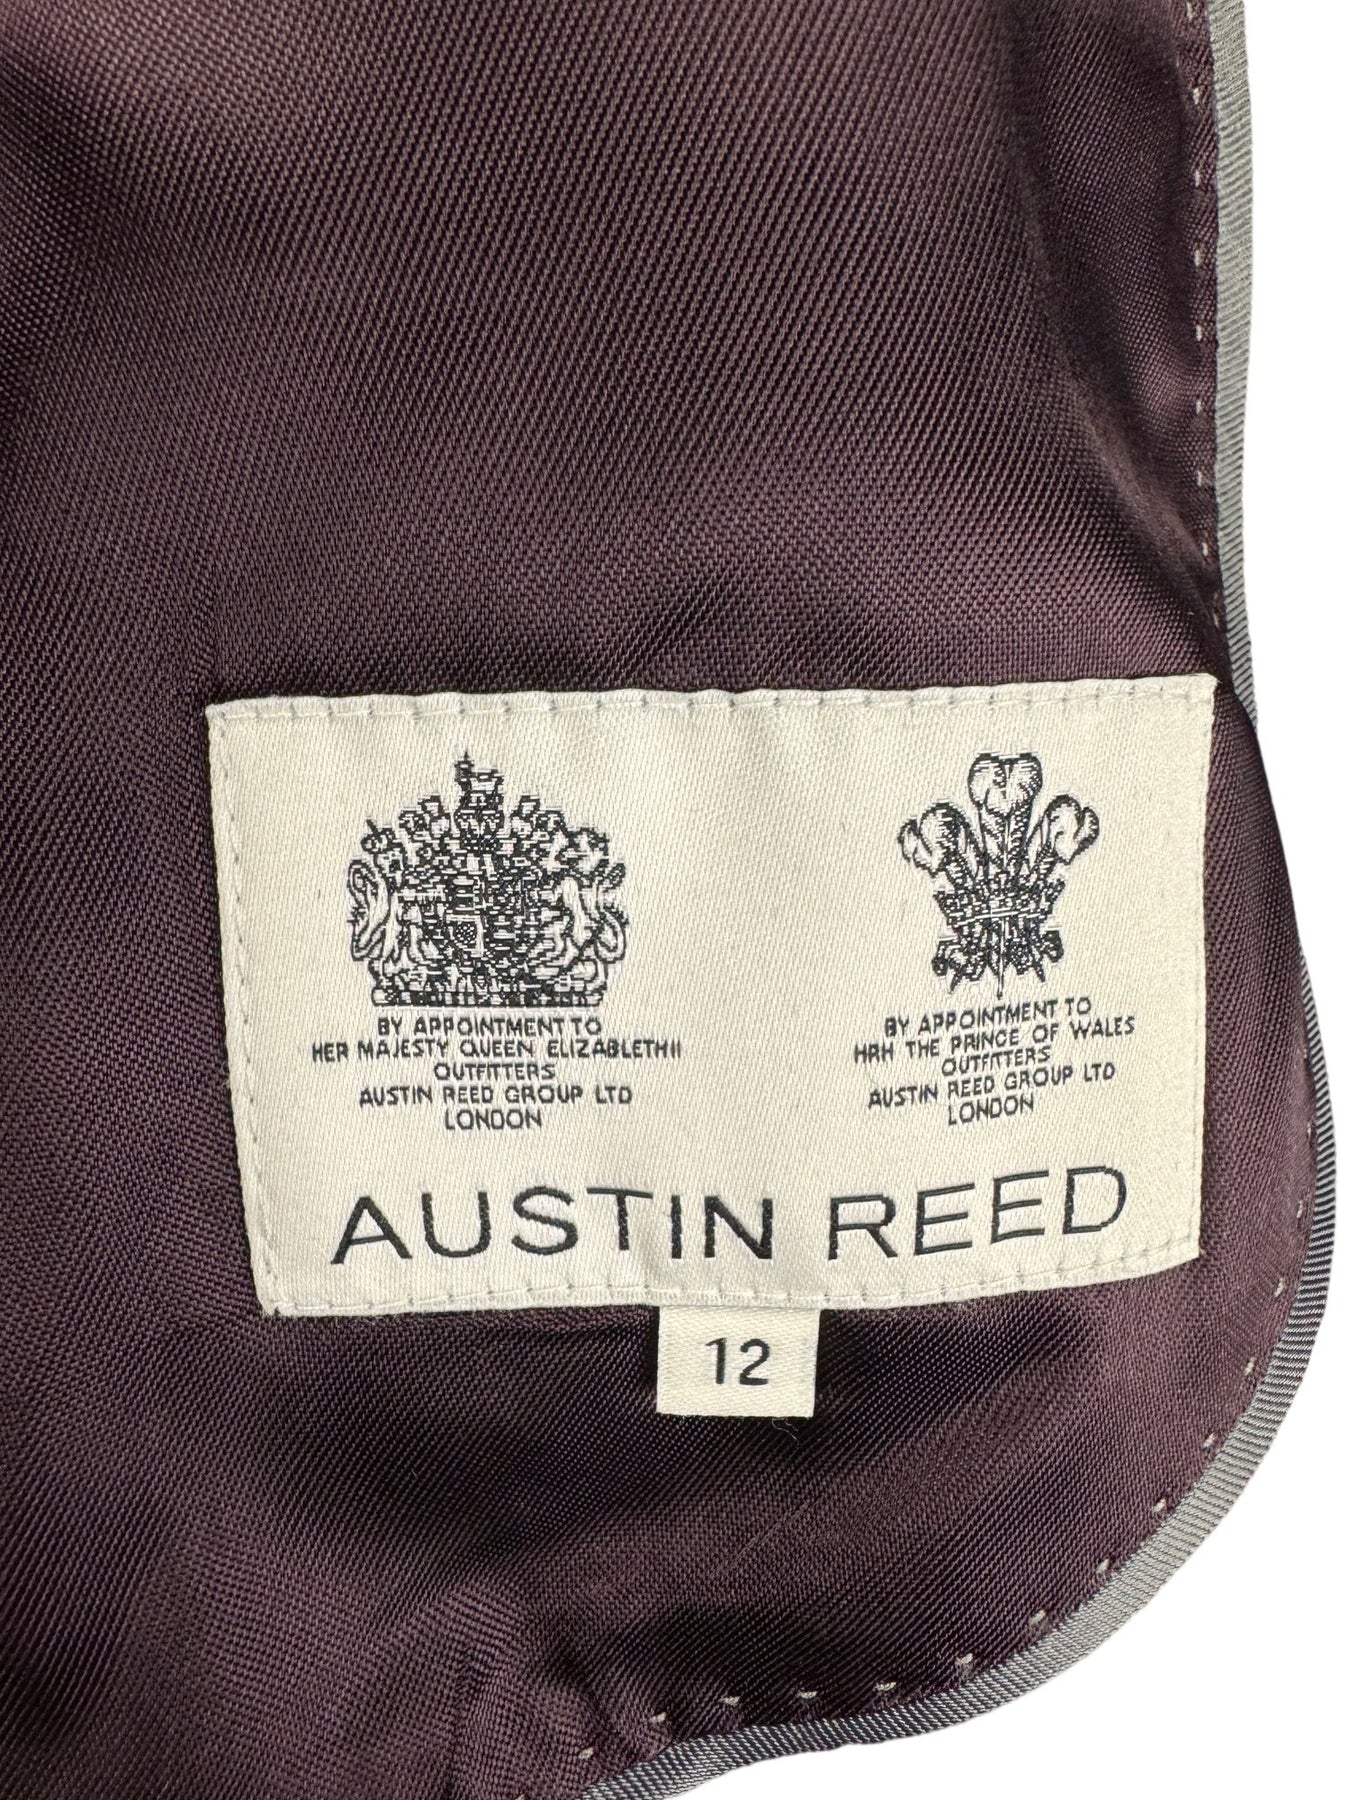 BY APPOINTMENT TO
HER MAJESTY QUEEN ELIZABLETH II
OUTFITTERS
AUSTIN REED GROUP LTD
LONDON
BY APPOINTMENT TO
HRH THE PRINCE OF WALES
OUTFITTERS
AUSTIN REED GROUP LTD
LONDON
AUSTIN REED
12